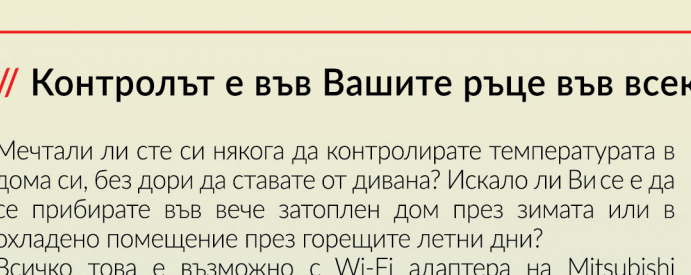 // Контролът е във Вашите ръце във всек
Мечтали ли сте си някога да контролирате температурата в
дома си, без дори да ставате от дивана? Искало ли Ви се е да
се прибирате във вече затоплен дом през зимата или в
охладено помещение през горещите летни дни?
Всичко това е възможно с Wi-Fi адаптера на Mitsubishi